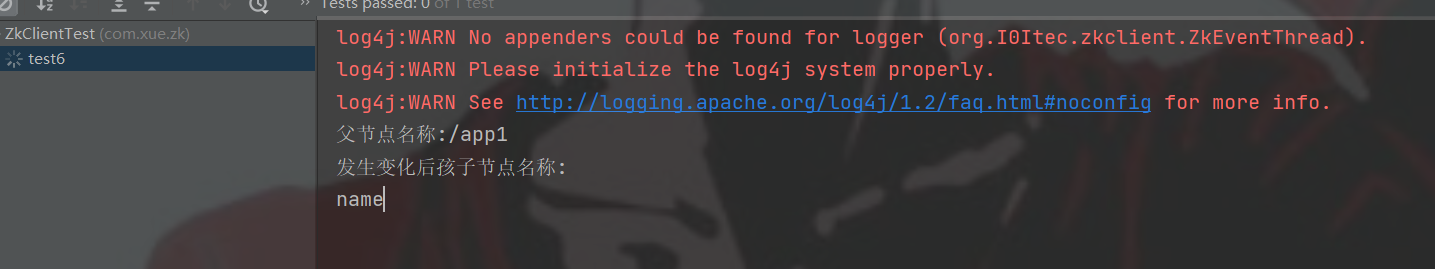 Tests passed: 0 of 1 test
ZkClientTest (com.xue.zk)
test6
log4j:WARN No appenders could be found for logger (org.I0Itec.zkclient.ZkEventThread).
log4j:WARN Please initialize the log4j system properly.
log4j:WARN See http://logging.apache.org/log4j/1.2/faq.html#noconfig for more info.
父节点名称:/app1
发生变化后孩子节点名称:
name